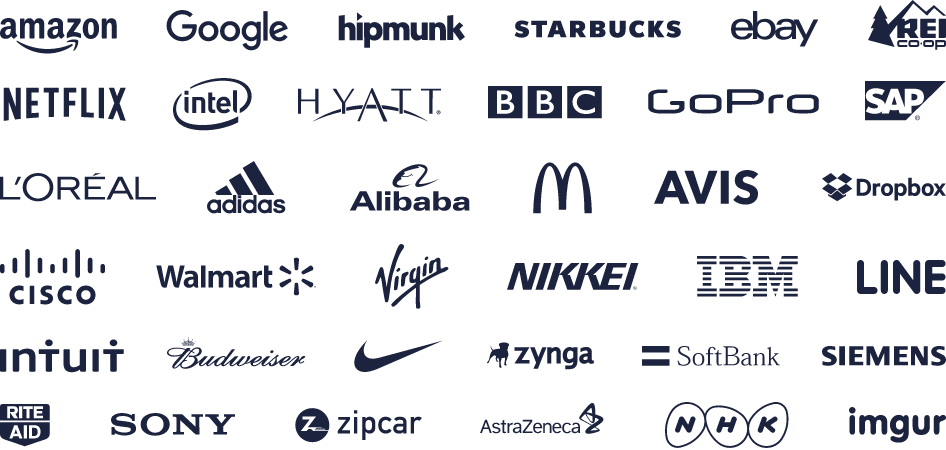 amazon Google hipmunk STARBUCKS ebay REI co·op
NETFLIX intel HYATT® BBC GoPro SAP®
L'ORÉAL adidas Alibaba M AVIS Dropbox
CISCO Walmart Virgin NIKKEI® IBM LINE
intuit Budweiser zynga SoftBank SIEMENS
RITE AID SONY Z zipcar AstraZeneca NHK imgur